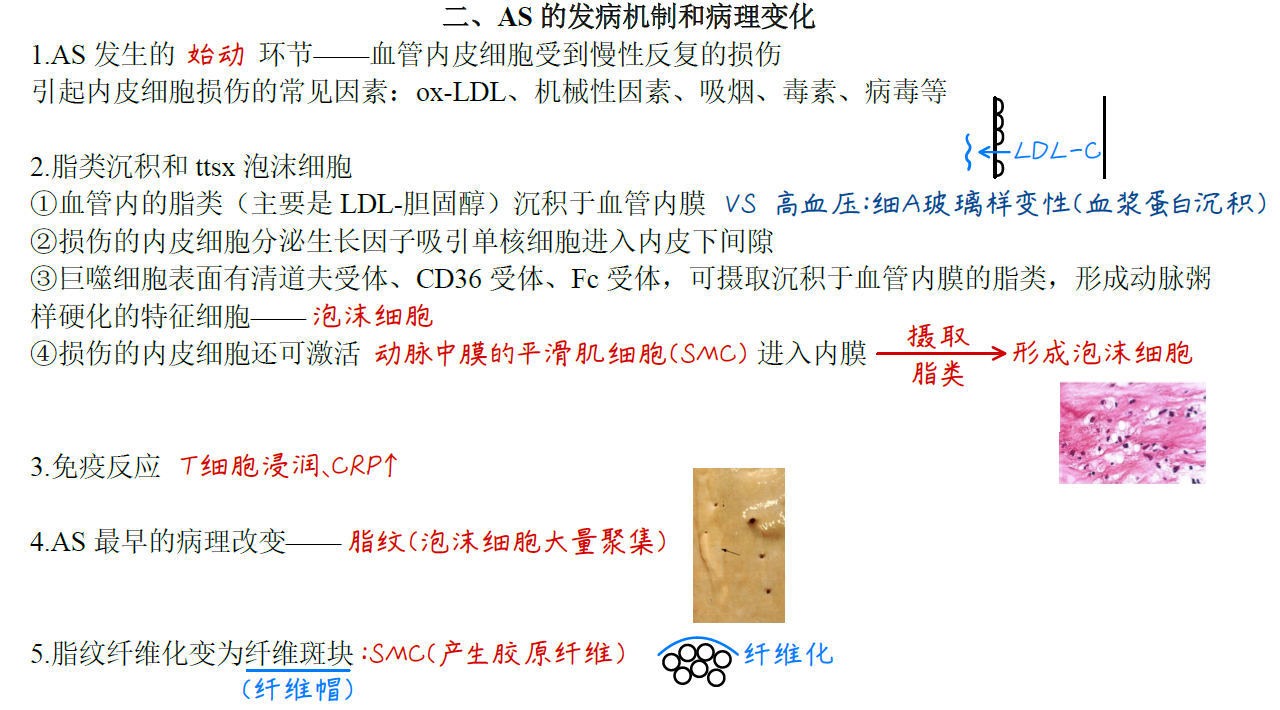 二、AS 的发病机制和病理变化
1.AS 发生的 始动 环节——血管内皮细胞受到慢性反复的损伤
引起内皮细胞损伤的常见因素：ox-LDL、机械性因素、吸烟、毒素、病毒等
LDL-C
2.脂类沉积和 ttsx 泡沫细胞
①血管内的脂类（主要是 LDL-胆固醇）沉积于血管内膜 VS 高血压:细A玻璃样变性(血浆蛋白沉积)
②损伤的内皮细胞分泌生长因子吸引单核细胞进入内皮下间隙
③巨噬细胞表面有清道夫受体、CD36 受体、Fc 受体，可摄取沉积于血管内膜的脂类，形成动脉粥
样硬化的特征细胞—— 泡沫细胞
④损伤的内皮细胞还可激活 动脉中膜的平滑肌细胞(SMC) 进入内膜 摄取 脂类 形成泡沫细胞
3.免疫反应 T细胞浸润、CRP↑
4.AS 最早的病理改变—— 脂纹(泡沫细胞大量聚集)
5.脂纹纤维化变为纤维斑块 :SMC(产生胶原纤维) 纤维化
(纤维帽)